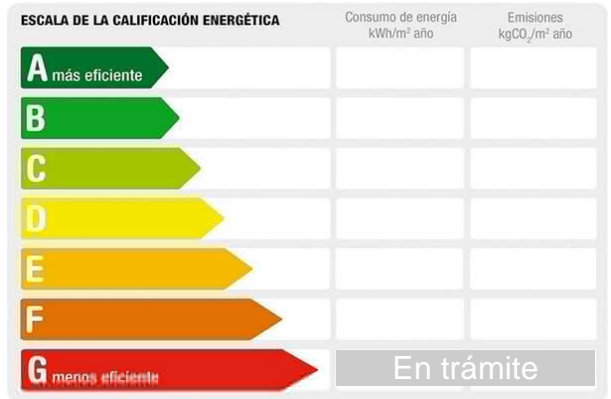 ESCALA DE LA CALIFICACIÓN ENERGÉTICA
Consumo de energía
kWh/m² año
Emisiones
kgCO₂/m² año
A más eficiente
B
C
D
E
F
G menos eficiente
En trámite